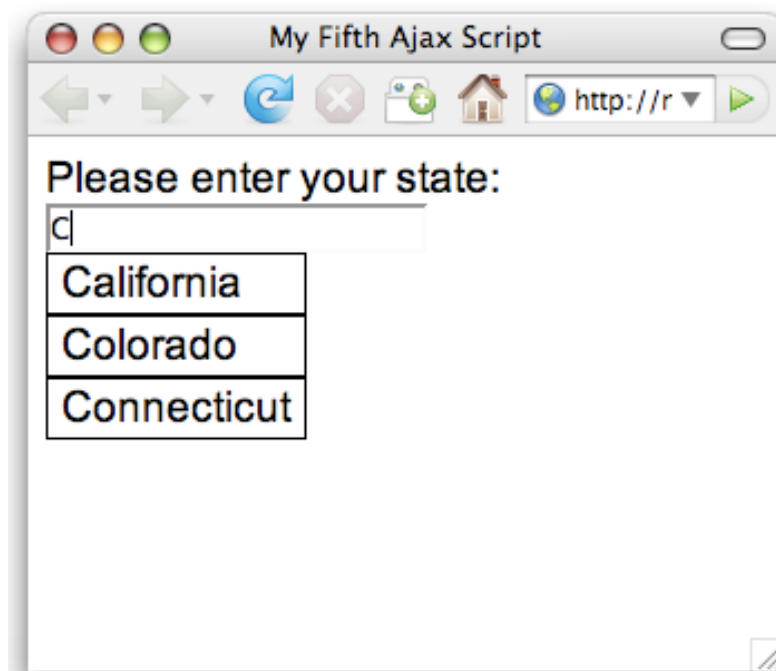 My Fifth Ajax Script
http://r
Please enter your state:
C
California
Colorado
Connecticut